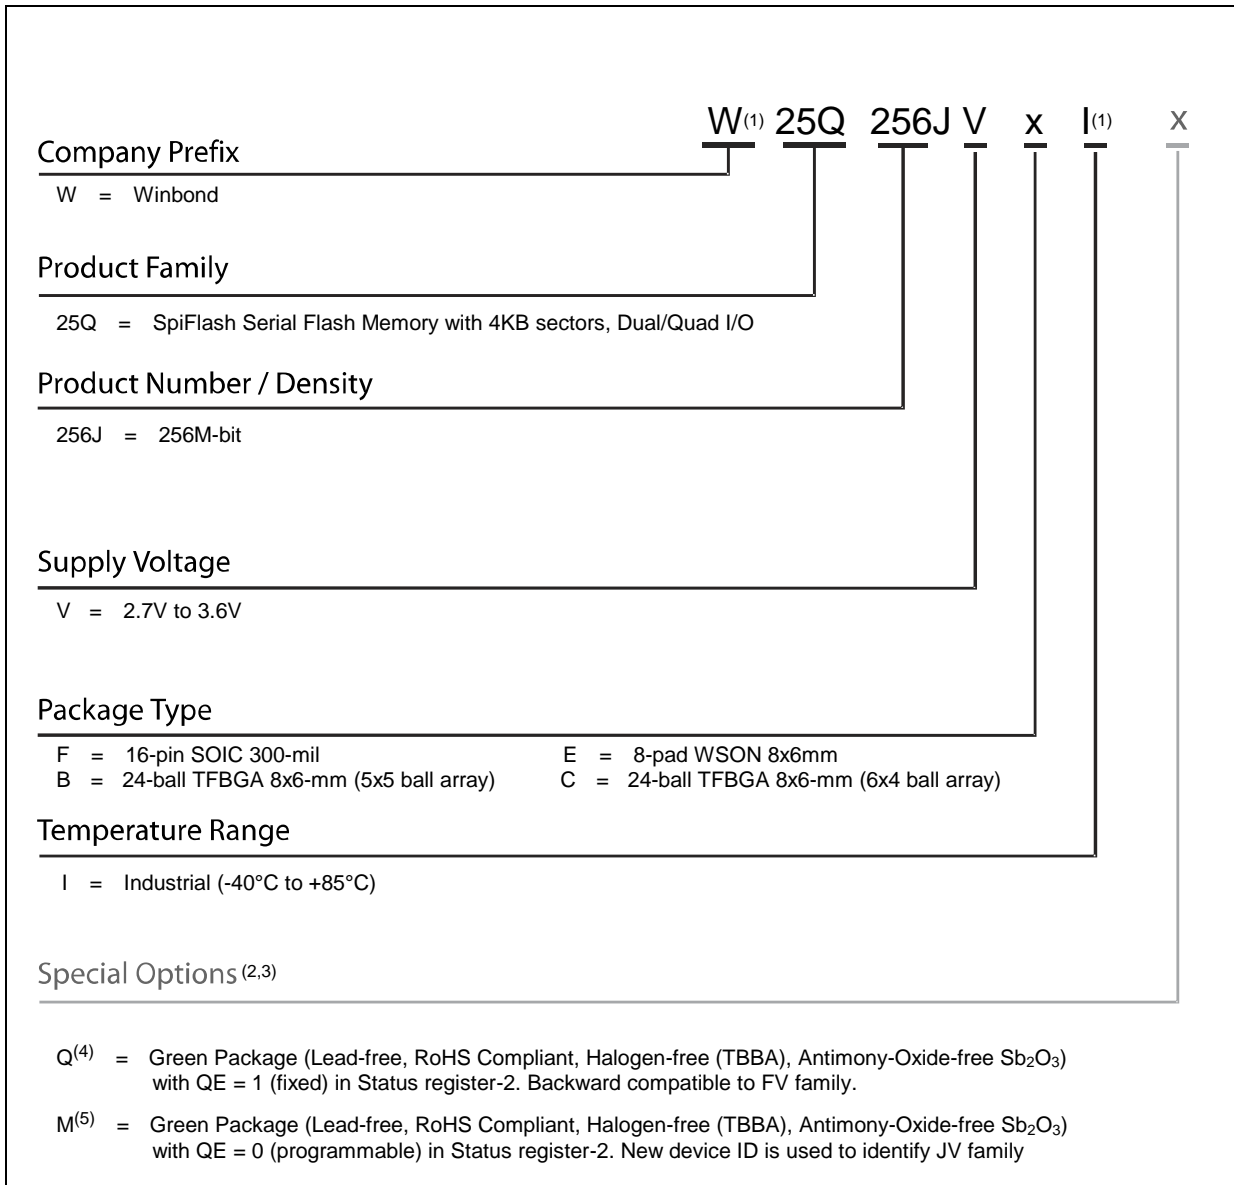 W(1) 25Q 256J V x I(1) x
Company Prefix
W = Winbond
Product Family
25Q = SpiFlash Serial Flash Memory with 4KB sectors, Dual/Quad I/O
Product Number / Density
256J = 256M-bit
Supply Voltage
V = 2.7V to 3.6V
Package Type
F = 16-pin SOIC 300-mil E = 8-pad WSON 8x6mm
B = 24-ball TFBGA 8x6-mm (5x5 ball array) C = 24-ball TFBGA 8x6-mm (6x4 ball array)
Temperature Range
I = Industrial (-40°C to +85°C)
Special Options (2,3)
Q(4) = Green Package (Lead-free, RoHS Compliant, Halogen-free (TBBA), Antimony-Oxide-free Sb₂O₃)
with QE = 1 (fixed) in Status register-2. Backward compatible to FV family.
M(5) = Green Package (Lead-free, RoHS Compliant, Halogen-free (TBBA), Antimony-Oxide-free Sb₂O₃)
with QE = 0 (programmable) in Status register-2. New device ID is used to identify JV family